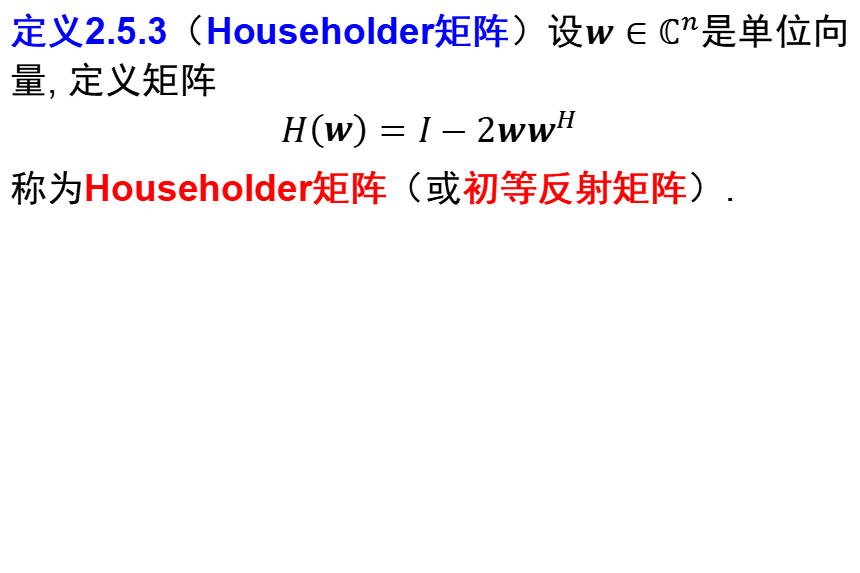 定义2.5.3（Householder矩阵）设𝒘 ∈ ℂⁿ是单位向
量, 定义矩阵
H(𝒘) = I − 2𝒘𝒘ᴴ
称为Householder矩阵（或初等反射矩阵）.